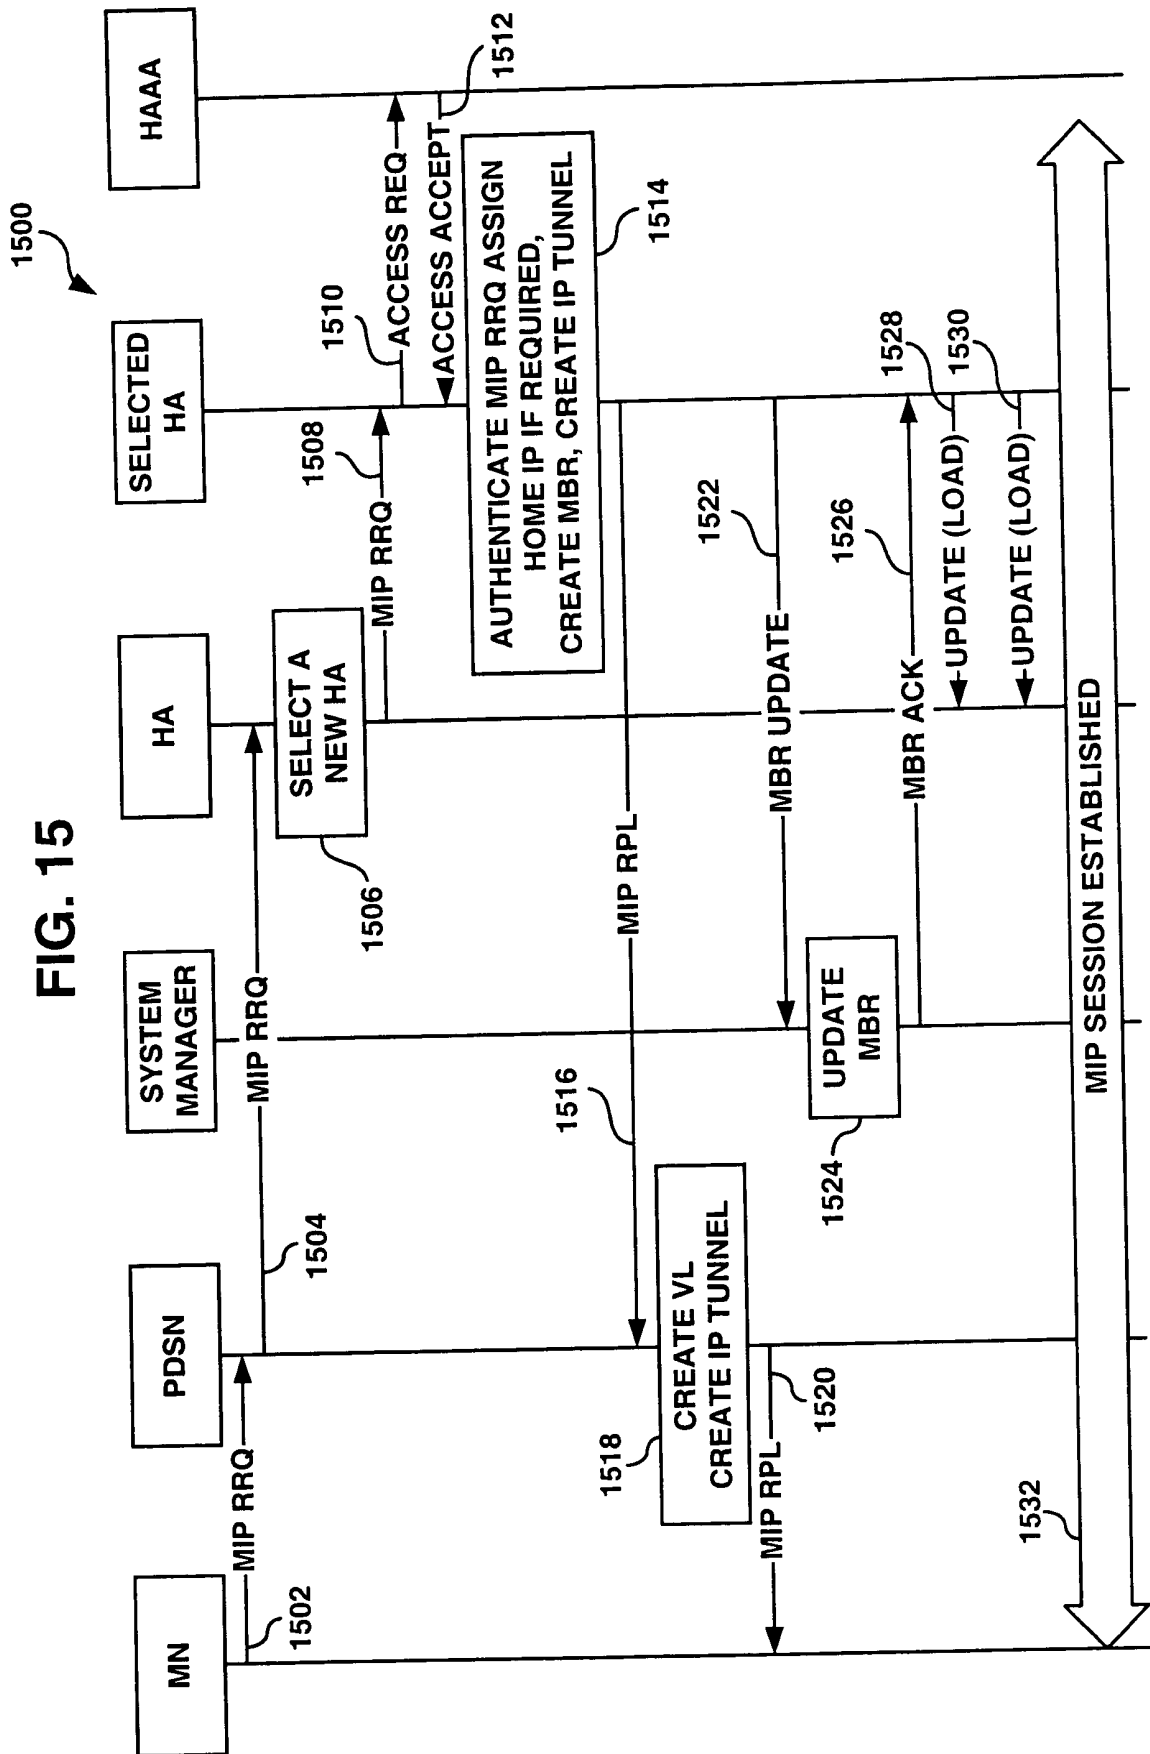 FIG. 15
1500
MN
PDSN
SYSTEM
MANAGER
HA
SELECTED
HA
HAAA
MIP RRQ
1502
MIP RRQ
1504
SELECT A
NEW HA
1506
MIP RRQ
1508
ACCESS REQ
1510
ACCESS ACCEPT
1512
AUTHENTICATE MIP RRQ ASSIGN
HOME IP IF REQUIRED,
CREATE MBR, CREATE IP TUNNEL
1514
MIP RPL
1516
CREATE VL
CREATE IP TUNNEL
1518
MIP RPL
1520
MBR UPDATE
1522
UPDATE
MBR
1524
MBR ACK
1526
UPDATE (LOAD)
1528
UPDATE (LOAD)
1530
MIP SESSION ESTABLISHED
1532